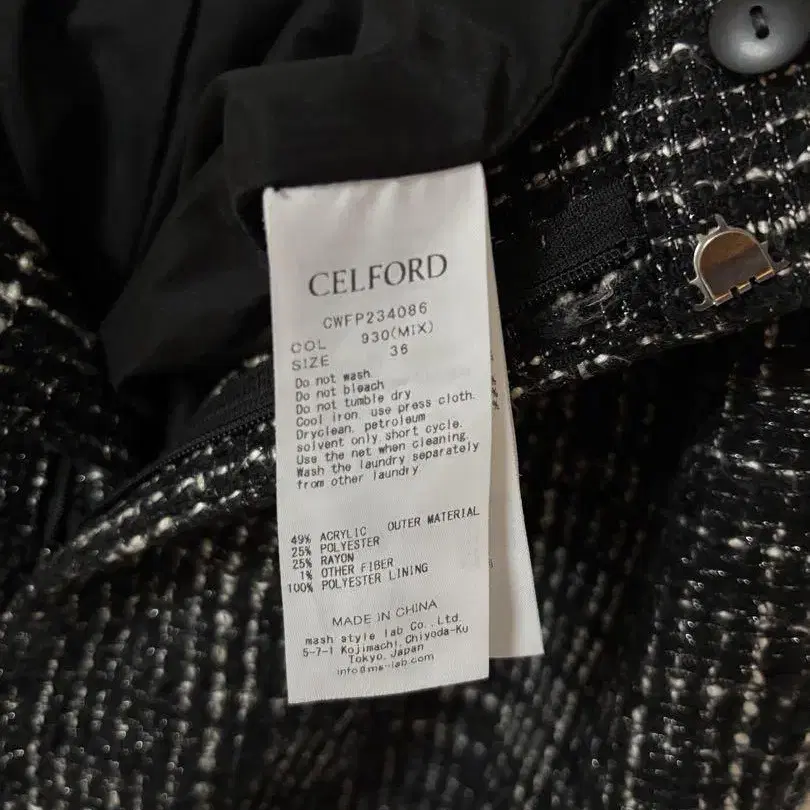 CELFORD
CWFP234086
COL 930(MIX)
SIZE 36
Do not wash
Do not bleach
Do not tumble dry
Cool iron. use press cloth.
Dryclean. petroleum
solvent only short cycle.
Use the net when cleaning.
Wash the laundry separately
from other laundry
49% ACRYLIC OUTER MATERIAL
25% POLYESTER
25% RAYON
1% OTHER FIBER
100% POLYESTER LINING
MADE IN CHINA
mash style lab Co.,Ltd.
5-7-1 Kojimachi,Chiyoda-Ku
Tokyo,Japan
info@ms-lab.com